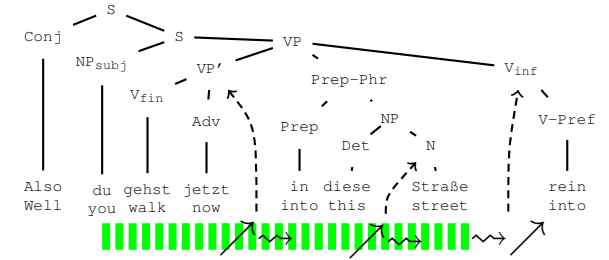 S
Conj S VP
NPsubj VP′ Vinf
Vfin Prep-Phr
Adv Prep NP V-Pref
Det N
Also du gehst jetzt in diese Straße rein
Well you walk now into this street into